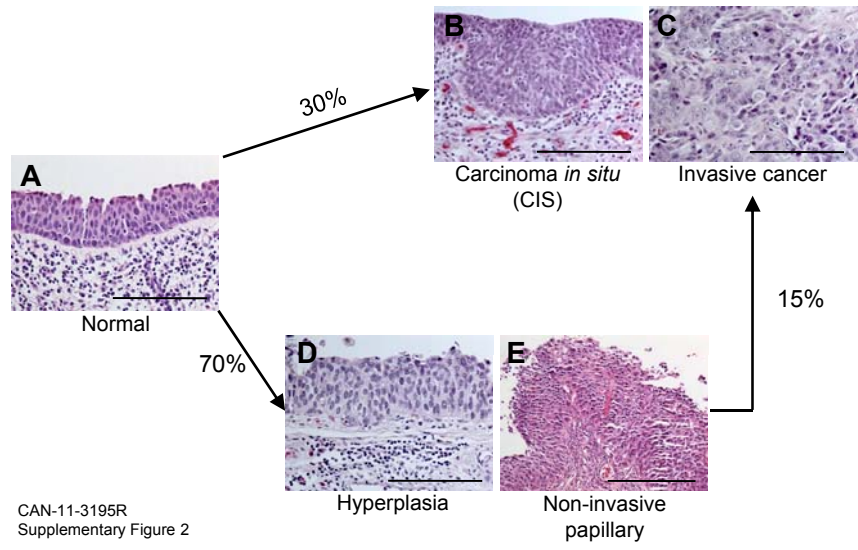 B
C
30%
A
Carcinoma in situ
(CIS)
Invasive cancer
Normal
15%
70%
D
E
Hyperplasia
Non-invasive
papillary
CAN-11-3195R
Supplementary Figure 2